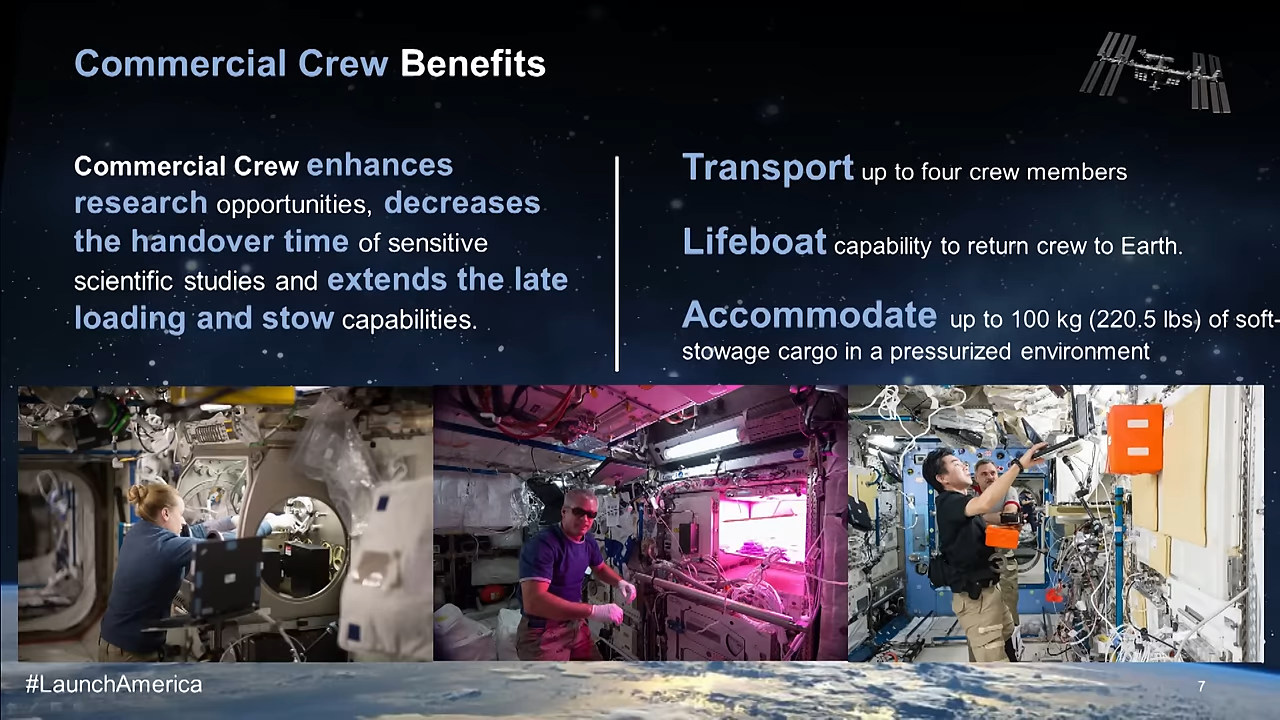 Commercial Crew Benefits
Commercial Crew enhances
research opportunities, decreases
the handover time of sensitive
scientific studies and extends the late
loading and stow capabilities.
Transport up to four crew members
Lifeboat capability to return crew to Earth.
Accommodate up to 100 kg (220.5 lbs) of soft-
stowage cargo in a pressurized environment
#LaunchAmerica
7